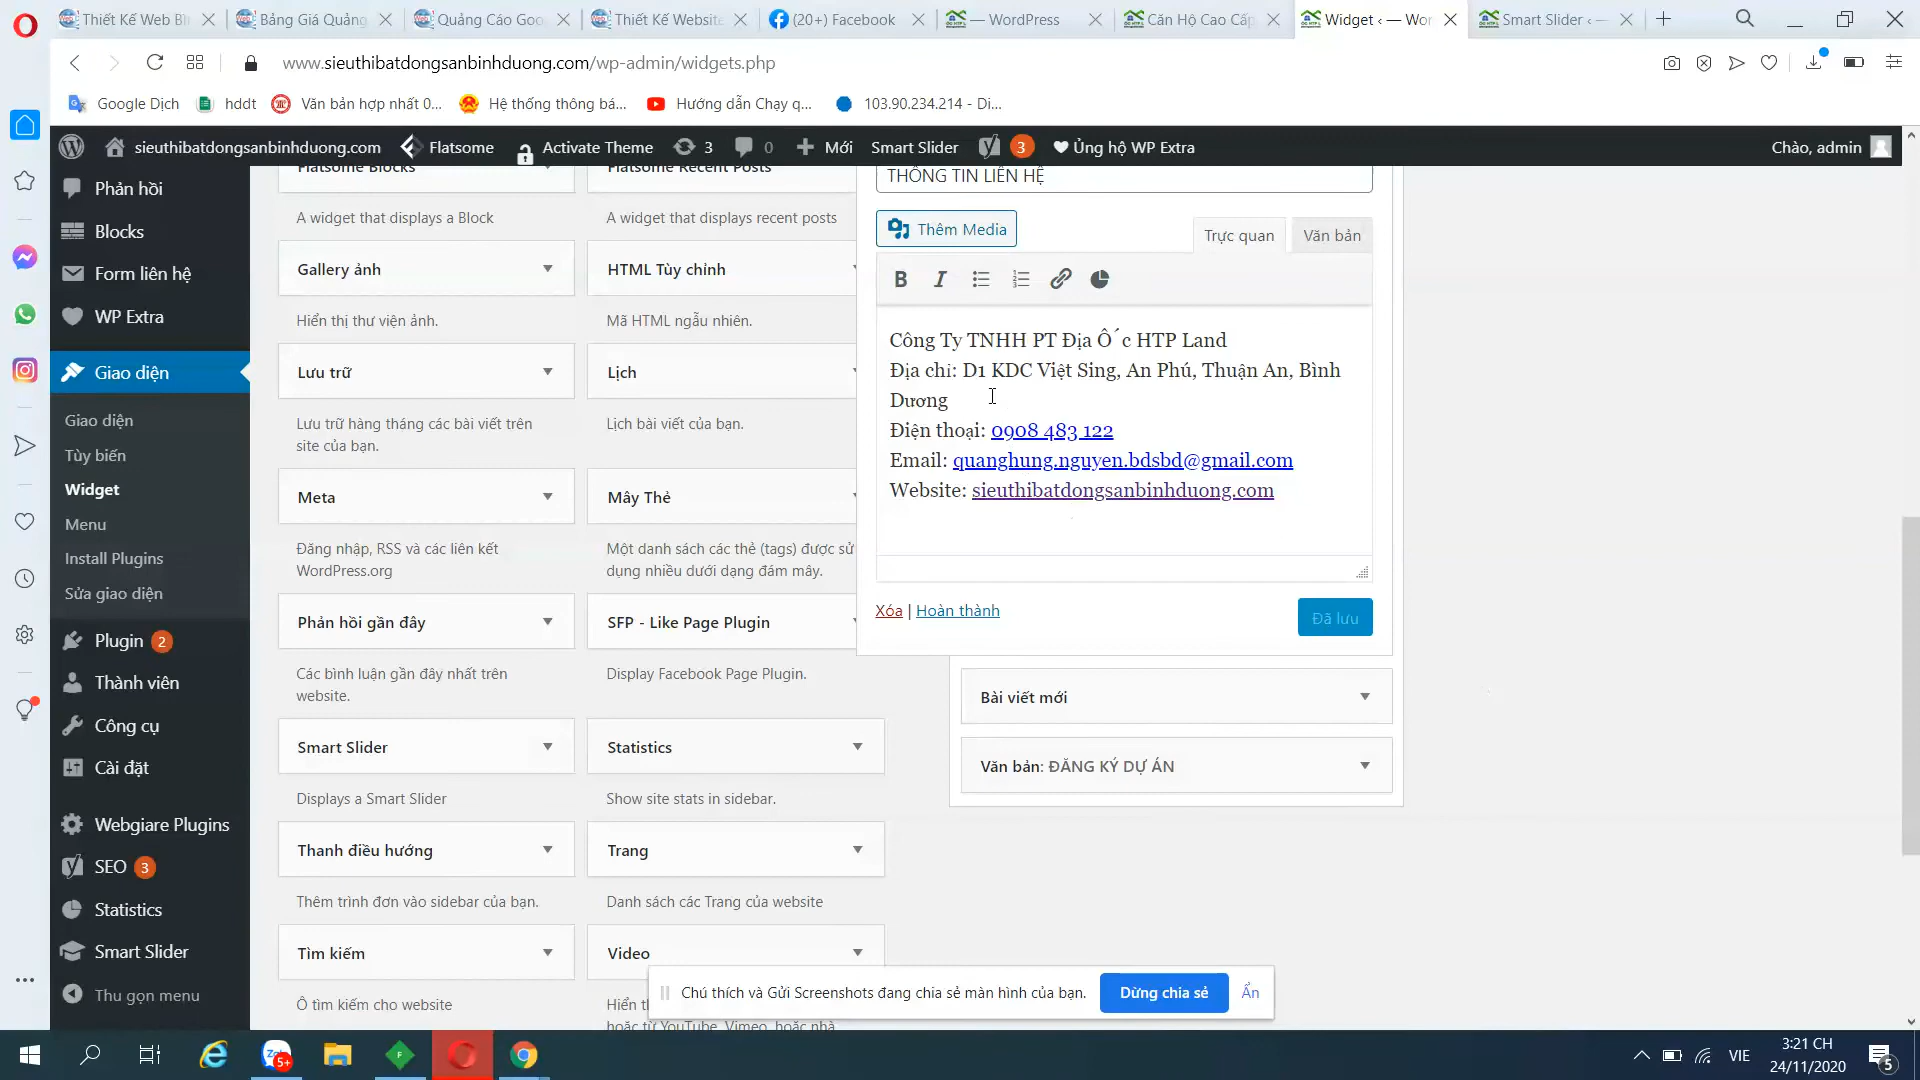 Thiết Kế Web Bì
Bảng Giá Quảng
Quảng Cáo Goo
Thiết Kế Website
(20+) Facebook
— WordPress
Căn Hộ Cao Cấp
Widget ‹ — Wor
Smart Slider ‹ —
www.sieuthibatdongsanbinhduong.com/wp-admin/widgets.php
Google Dịch
hddt
Văn bản hợp nhất 0...
Hệ thống thông bá...
Hướng dẫn Chạy q...
103.90.234.214 - Di...
sieuthibatdongsanbinhduong.com
Flatsome
Activate Theme
3
0
Mới
Smart Slider
3
Ủng hộ WP Extra
Chào, admin
Phản hồi
Blocks
Form liên hệ
WP Extra
Giao diện
Giao diện
Tùy biến
Widget
Menu
Install Plugins
Sửa giao diện
Plugin 2
Thành viên
Công cụ
Cài đặt
Webgiare Plugins
SEO 3
Statistics
Smart Slider
Thu gọn menu
Flatsome Blocks
A widget that displays a Block
Gallery ảnh
Hiển thị thư viện ảnh.
Lưu trữ
Lưu trữ hàng tháng các bài viết trên
site của bạn.
Meta
Đăng nhập, RSS và các liên kết
WordPress.org
Phản hồi gần đây
Các bình luận gần đây nhất trên
website.
Smart Slider
Displays a Smart Slider
Thanh điều hướng
Thêm trình đơn vào sidebar của bạn.
Tìm kiếm
Ô tìm kiếm cho website
Flatsome Recent Posts
A widget that displays recent posts
HTML Tùy chỉnh
Mã HTML ngẫu nhiên.
Lịch
Lịch bài viết của bạn.
Mây Thẻ
Một danh sách các thẻ (tags) được sử
dụng nhiều dưới dạng đám mây.
SFP - Like Page Plugin
Display Facebook Page Plugin.
Statistics
Show site stats in sidebar.
Trang
Danh sách các Trang của website
Video
Hiển th
hoặc từ YouTube, Vimeo, hoặc nhà
THÔNG TIN LIÊN HỆ
Thêm Media
Trực quan
Văn bản
Công Ty TNHH PT Địa Ốc HTP Land
Địa chỉ: D1 KDC Việt Sing, An Phú, Thuận An, Bình
Dương
Điện thoại: 0908 483 122
Email: quanghung.nguyen.bdsbd@gmail.com
Website: sieuthibatdongsanbinhduong.com
Xóa | Hoàn thành
Đã lưu
Bài viết mới
Văn bản: ĐĂNG KÝ DỰ ÁN
Chú thích và Gửi Screenshots đang chia sẻ màn hình của bạn.
Dừng chia sẻ
Ẩn
5+
VIE
3:21 CH
24/11/2020
5